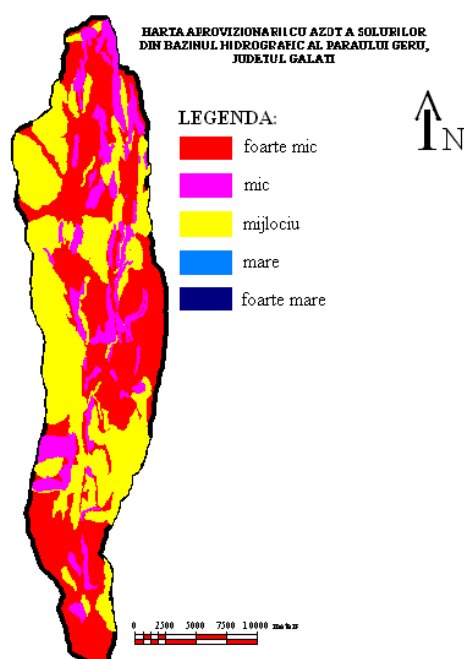 HARTA APROVIZIONARII CU AZOT A SOLURILOR
DIN BAZINUL HIDROGRAFIC AL PARAULUI GERU,
JUDETUL GALATI
N
LEGENDA:
foarte mic
mic
mijlociu
mare
foarte mare
0 2500 5000 7500 10000